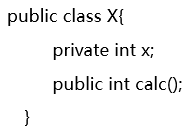 public class X{
private int x;
public int calc();
}